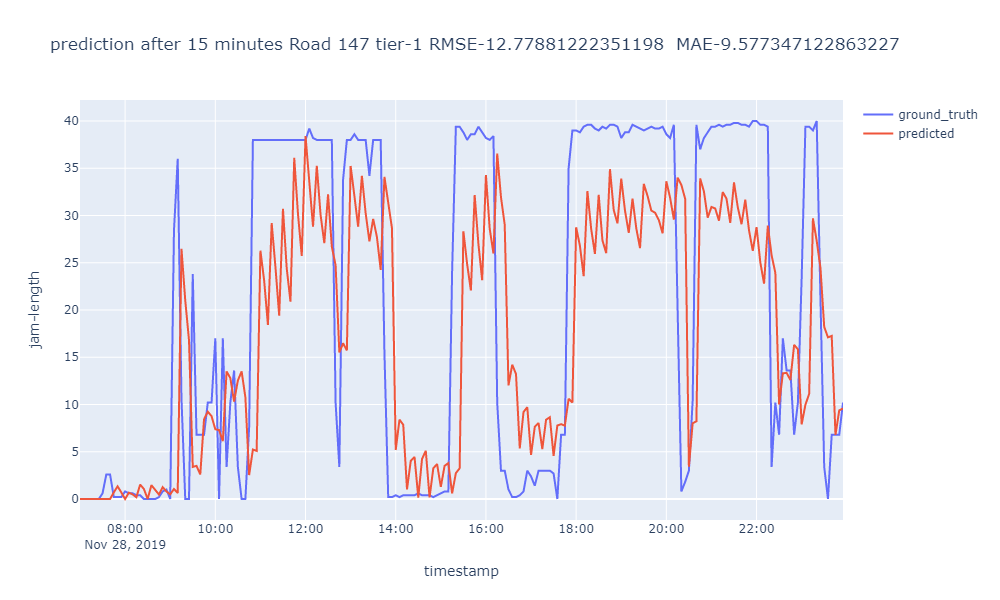 prediction after 15 minutes Road 147 tier-1 RMSE-12.77881222351198  MAE-9.577347122863227
ground_truth
predicted
jam-length
40
35
30
25
20
15
10
5
0
08:00 10:00 12:00 14:00 16:00 18:00 20:00 22:00
Nov 28, 2019
timestamp